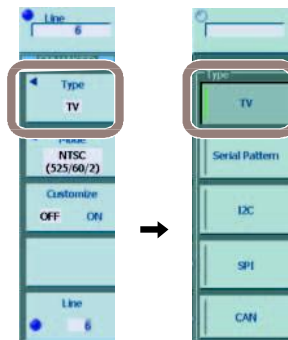 Line
6
Type
TV
Mode
NTSC
(525/60/2)
Customize
OFF ON
Line
6
Type
TV
Serial Pattern
I2C
SPI
CAN